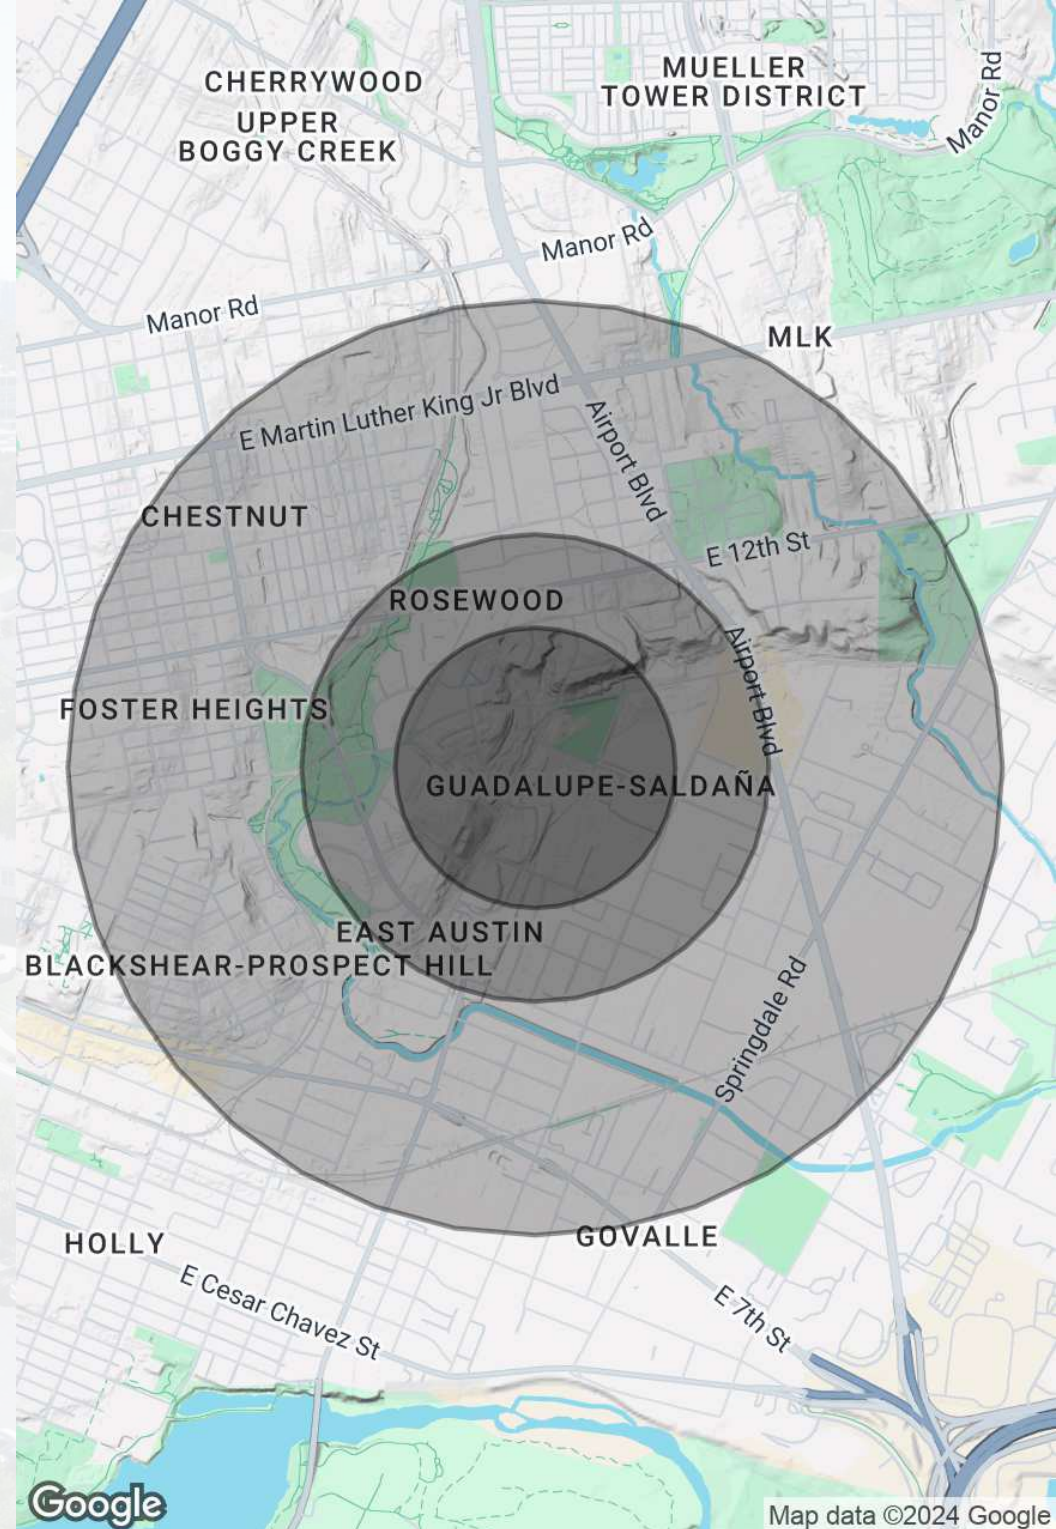 CHERRYWOOD
UPPER
BOGGY CREEK
MUELLER
TOWER DISTRICT
Manor Rd
Manor Rd
Manor Rd
MLK
E Martin Luther King Jr Blvd
Airport Blvd
CHESTNUT
E 12th St
ROSEWOOD
Airport Blvd
FOSTER HEIGHTS
GUADALUPE-SALDAÑA
EAST AUSTIN
BLACKSHEAR-PROSPECT HILL
Springdale Rd
GOVALLE
HOLLY
E Cesar Chavez St
E 7th St
Google
Map data ©2024 Google